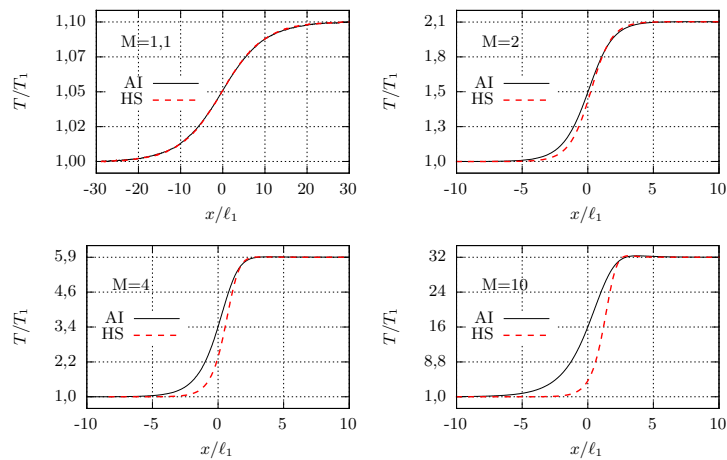 1,10
M=1,1
1,07
AI
T/T₁
1,05
HS
1,02
1,00
-30 -20 -10 0 10 20 30
x/ℓ₁
2,1
M=2
1,8
AI
T/T₁
1,5
HS
1,3
1,0
-10 -5 0 5 10
x/ℓ₁
5,9
M=4
4,6
AI
T/T₁
3,4
HS
2,2
1,0
-10 -5 0 5 10
x/ℓ₁
32
M=10
24
AI
T/T₁
16
HS
8,8
1,0
-10 -5 0 5 10
x/ℓ₁